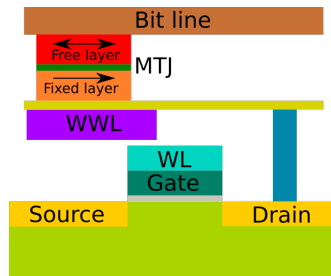 Bit line
Free layer
MTJ
Fixed layer
WWL
WL
Gate
Source
Drain